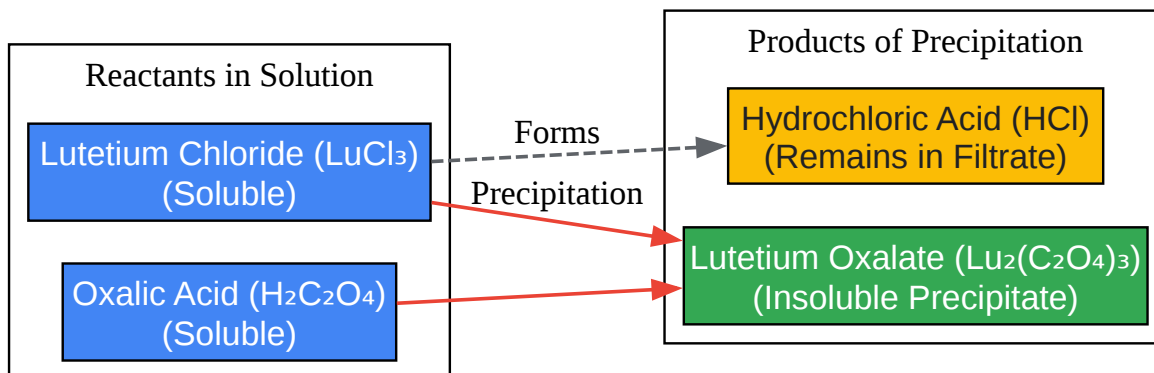 Reactants in Solution
Lutetium Chloride (LuCl₃)
(Soluble)
Oxalic Acid (H₂C₂O₄)
(Soluble)
Forms
Precipitation
Products of Precipitation
Hydrochloric Acid (HCl)
(Remains in Filtrate)
Lutetium Oxalate (Lu₂(C₂O₄)₃)
(Insoluble Precipitate)